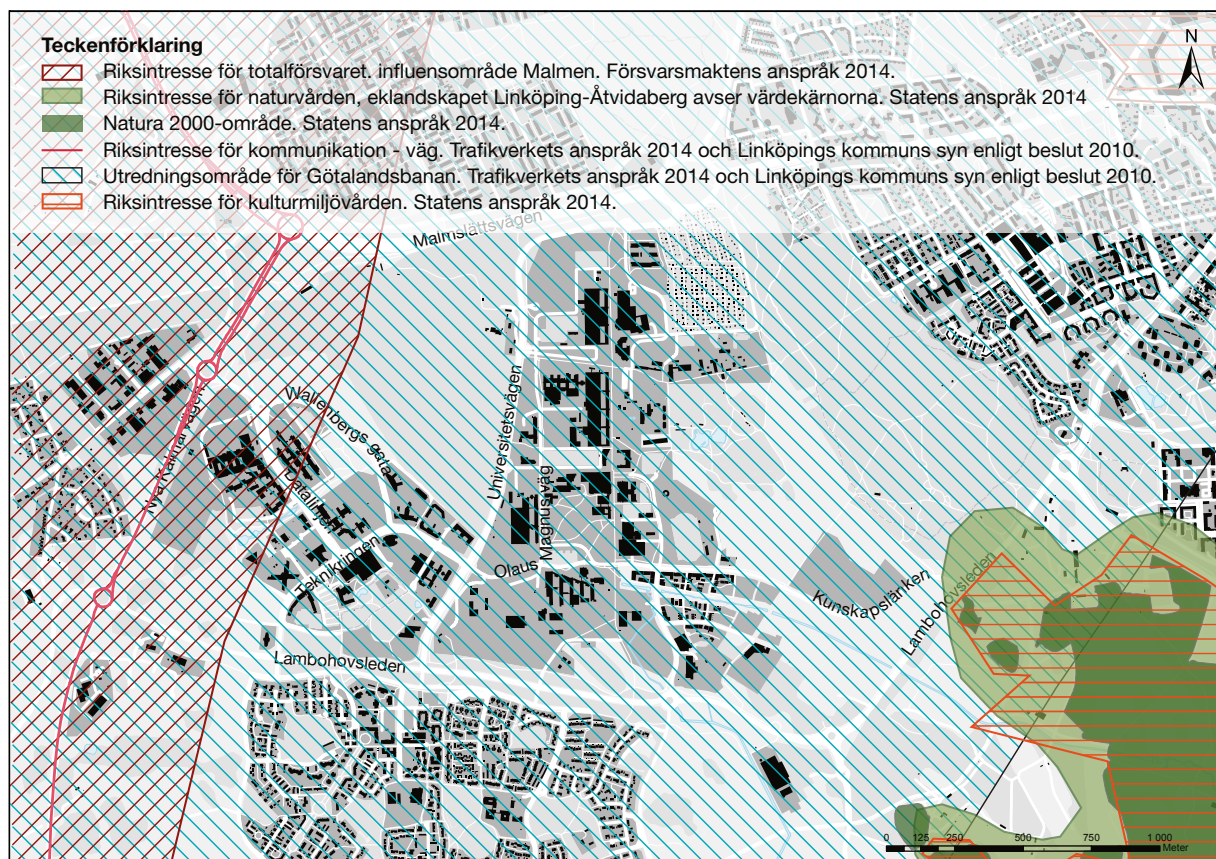 Teckenförklaring
Riksintresse för totalförsvaret. influensområde Malmen. Försvarsmaktens anspråk 2014.
Riksintresse för naturvården, eklandskapet Linköping-Åtvidaberg avser värdekärnorna. Statens anspråk 2014
Natura 2000-område. Statens anspråk 2014.
Riksintresse för kommunikation - väg. Trafikverkets anspråk 2014 och Linköpings kommuns syn enligt beslut 2010.
Utredningsområde för Götalandsbanan. Trafikverkets anspråk 2014 och Linköpings kommuns syn enligt beslut 2010.
Riksintresse för kulturmiljövården. Statens anspråk 2014.
N
Malmslättsvägen
Nya Kalmarvägen
Wallenbergs gata
Datalinjen
Teknikringen
Universitetsvägen
Olaus Magnus väg
Kunskapslänken
Lambohovsleden
Lambohovsleden
0 125 250 500 750 1 000
Meter